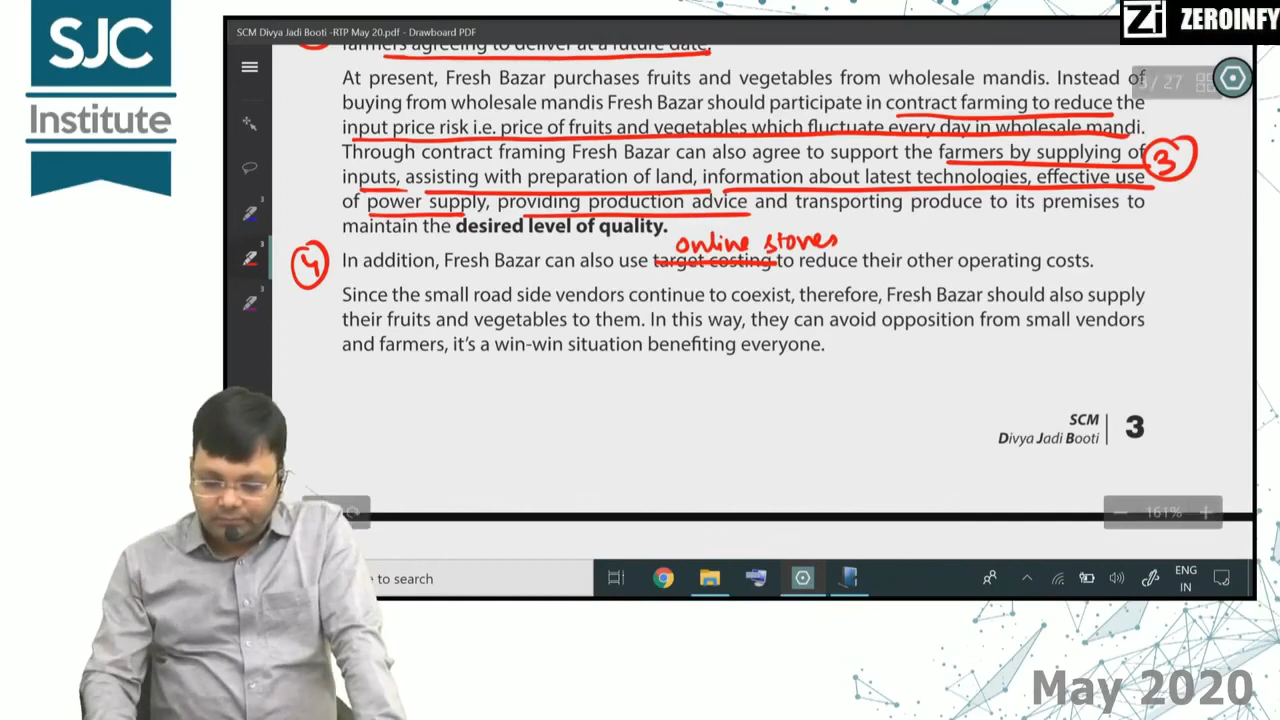 SJC
Institute
Zi ZEROINFY
SCM Divya Jadi Booti -RTP May 20.pdf - Drawboard PDF
farmers agreeing to deliver at a future date.
At present, Fresh Bazar purchases fruits and vegetables from wholesale mandis. Instead of
/ 27
buying from wholesale mandis Fresh Bazar should participate in contract farming to reduce the
input price risk i.e. price of fruits and vegetables which fluctuate every day in wholesale mandi.
Through contract framing Fresh Bazar can also agree to support the farmers by supplying of
3
inputs, assisting with preparation of land, information about latest technologies, effective use
of power supply, providing production advice and transporting produce to its premises to
maintain the desired level of quality.
online stores
4 In addition, Fresh Bazar can also use target costing to reduce their other operating costs.
Since the small road side vendors continue to coexist, therefore, Fresh Bazar should also supply
their fruits and vegetables to them. In this way, they can avoid opposition from small vendors
and farmers, it's a win-win situation benefiting everyone.
SCM
Divya Jadi Booti
3
161%
to search
ENG
IN
May 2020
3
3
3